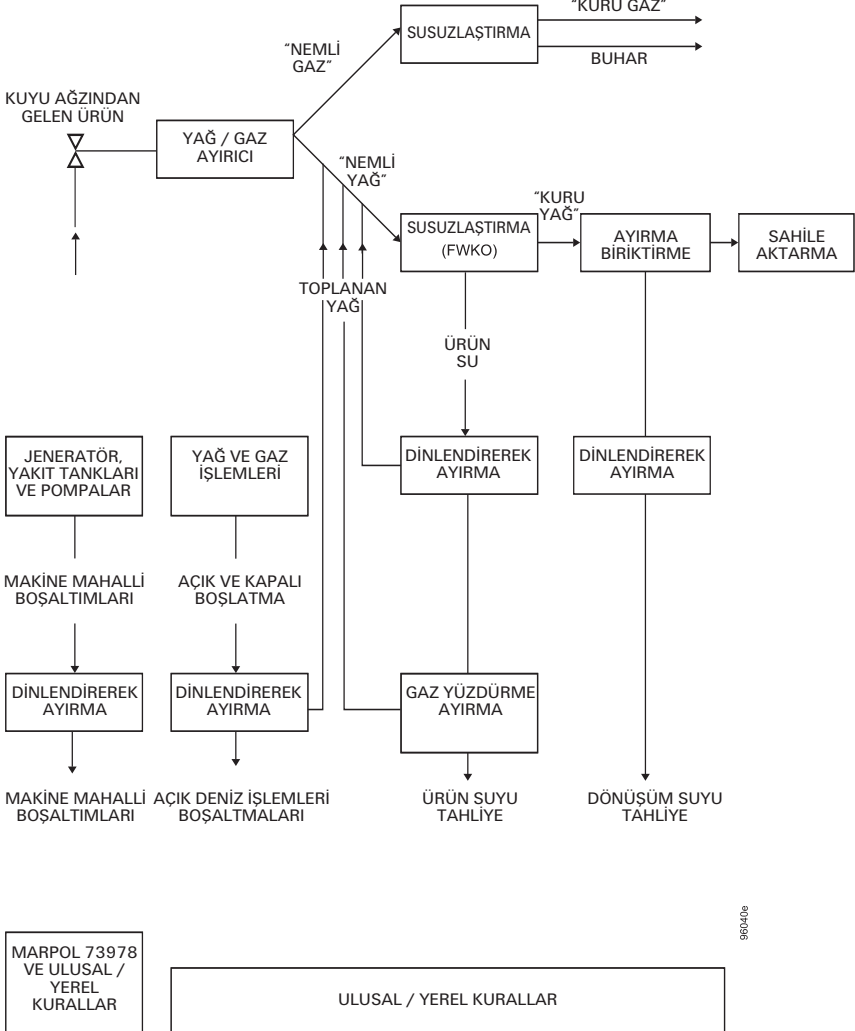 "KURU GAZ"
SUSUZLAŞTIRMA
BUHAR
"NEMLİ
GAZ"
KUYU AĞZINDAN
GELEN ÜRÜN
YAĞ / GAZ
AYIRICI
"NEMLİ
YAĞ"
"KURU
YAĞ"
SUSUZLAŞTIRMA
(FWKO)
AYIRMA
BİRİKTİRME
SAHİLE
AKTARMA
TOPLANAN
YAĞ
ÜRÜN
SU
JENERATÖR,
YAKIT TANKLARI
VE POMPALAR
YAĞ VE GAZ
İŞLEMLERİ
DİNLENDİREREK
AYIRMA
DİNLENDİREREK
AYIRMA
MAKİNE MAHALLİ
BOŞALTIMLARI
AÇIK VE KAPALI
BOŞLATMA
DİNLENDİREREK
AYIRMA
DİNLENDİREREK
AYIRMA
GAZ YÜZDÜRME
AYIRMA
MAKİNE MAHALLİ
BOŞALTIMLARI
AÇIK DENİZ İŞLEMLERİ
BOŞALTMALARI
ÜRÜN SUYU
TAHLİYE
DÖNÜŞÜM SUYU
TAHLİYE
96040e
MARPOL 73978
VE ULUSAL /
YEREL
KURALLAR
ULUSAL / YEREL KURALLAR